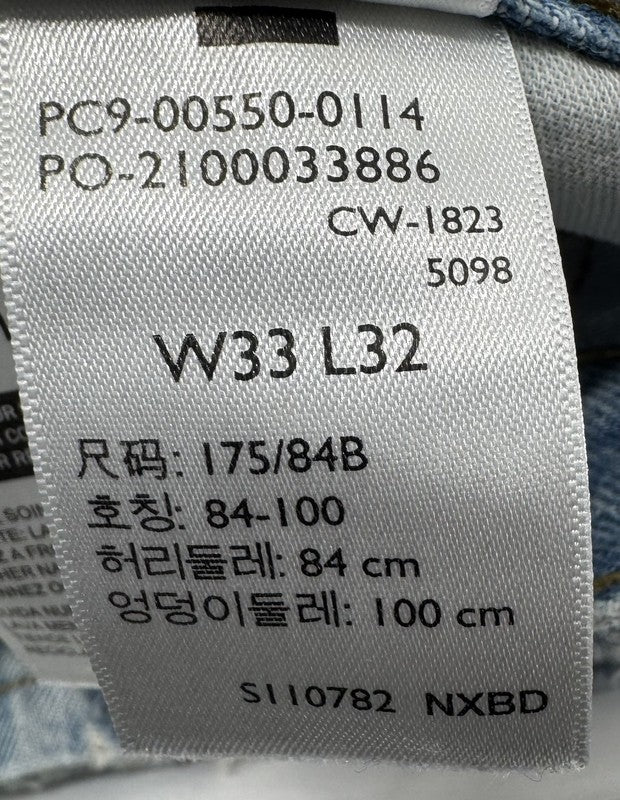 PC9-00550-0114
PO-2100033886
CW-1823
5098
W33 L32
尺码: 175/84B
호칭: 84-100
허리둘레: 84 cm
엉덩이둘레: 100 cm
S110782 NXBD